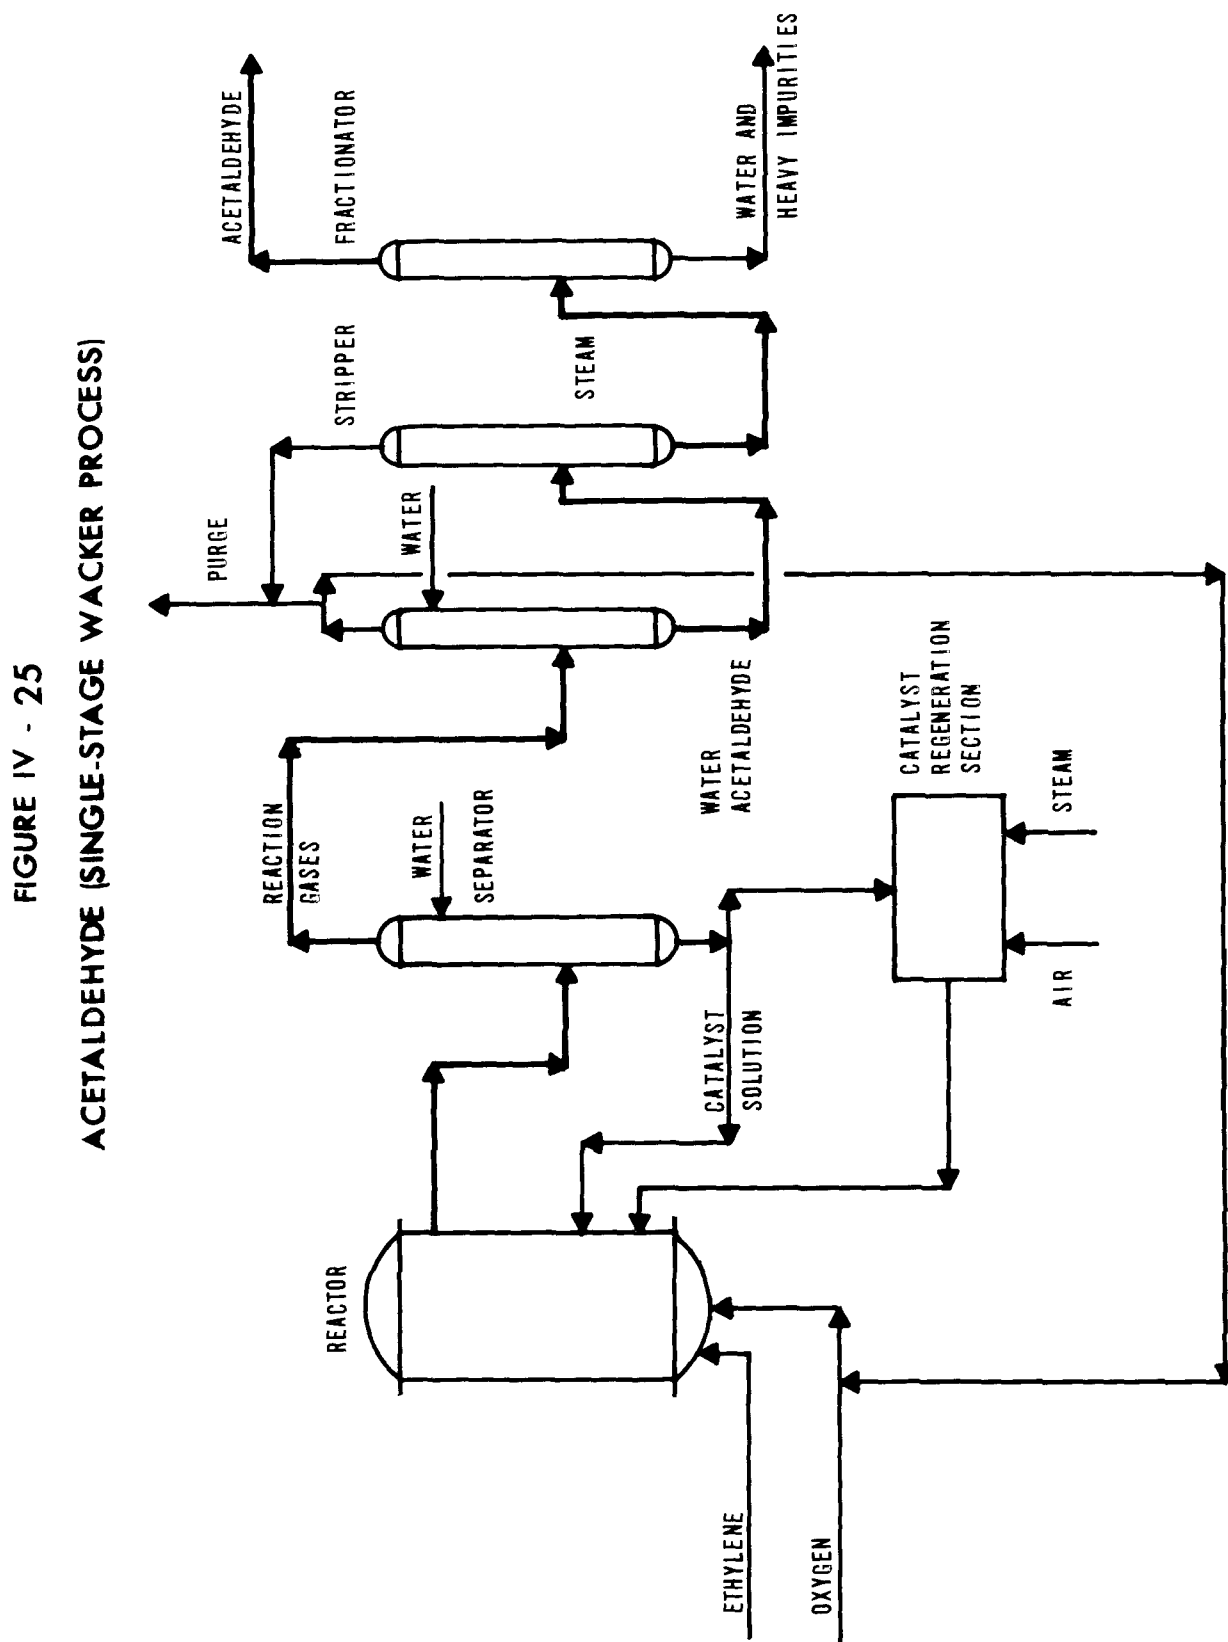 FIGURE IV - 25
ACETALDEHYDE (SINGLE-STAGE WACKER PROCESS)
ACETALDEHYDE
PURGE
REACTION
GASES
REACTOR
STRIPPER
FRACTIONATOR
WATER
WATER
SEPARATOR
STEAM
CATALYST
SOLUTION
WATER
ACETALDEHYDE
WATER AND
HEAVY IMPURITIES
ETHYLENE
OXYGEN
CATALYST
REGENERATION
SECTION
AIR
STEAM